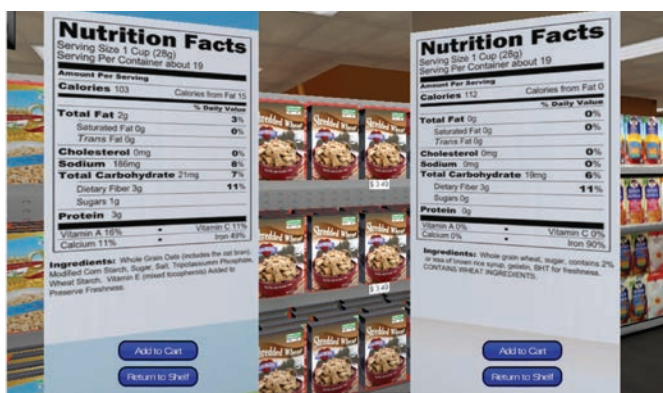 Nutrition Facts
Serving Size 1 Cup (28g)
Serving Per Container about 19
Amount Per Serving
Calories 103 Calories from Fat 15
% Daily Value
Total Fat 2g 3%
Saturated Fat 0g 0%
Trans Fat 0g
Cholesterol 0mg 0%
Sodium 186mg 8%
Total Carbohydrate 21mg 7%
Dietary Fiber 3g 11%
Sugars 1g
Protein 3g
Vitamin A 16% • Vitamin C 11%
Calcium 11% • Iron 49%
Ingredients: Whole Grain Oats (includes the oat bran),
Modified Corn Starch, Sugar, Salt, Tripotassium Phosphate,
Wheat Starch, Vitamin E (mixed tocopherols) Added to
Preserve Freshness.
Add to Cart
Return to Shelf
Shredded Wheat
Shredded Wheat
$ 3.49
Shredded Wheat
Shredded Wheat
$ 3.49
Shredded Wheat
Shredded Wheat
Nutrition Facts
Serving Size 1 Cup (28g)
Serving Per Container about 19
Amount Per Serving
Calories 112 Calories from Fat 0
% Daily Value
Total Fat 0g 0%
Saturated Fat 0g 0%
Trans Fat 0g
Cholesterol 0mg 0%
Sodium 0mg 0%
Total Carbohydrate 19mg 6%
Dietary Fiber 3g 11%
Sugars 0g
Protein 0g
Vitamin A 0% • Vitamin C 0%
Calcium 0% • Iron 90%
Ingredients: Whole grain wheat, sugar, contains 2%
or less of brown rice syrup, gelatin, BHT for freshness.
CONTAINS WHEAT INGREDIENTS.
Add to Cart
Return to Shelf